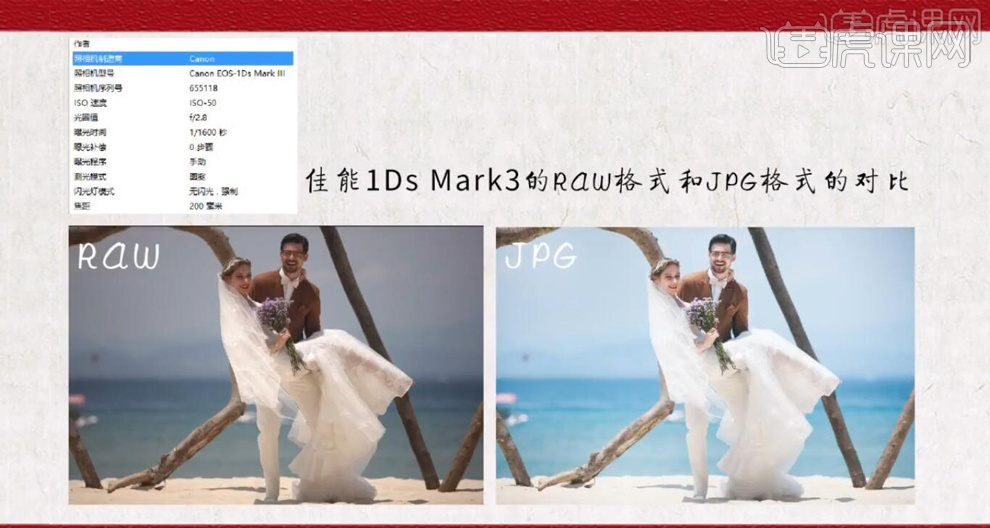 虎课网
作者
照相机制造商 Canon
照相机型号 Canon EOS-1Ds Mark III
照相机序列号 655118
ISO 速度 ISO-50
光圈值 f/2.8
曝光时间 1/1600 秒
曝光补偿 0 步骤
曝光程序 手动
测光模式 图案
闪光灯模式 无闪光，强制
焦距 200 毫米
佳能1Ds Mark3的RAW格式和JPG格式的对比
RAW
JPG